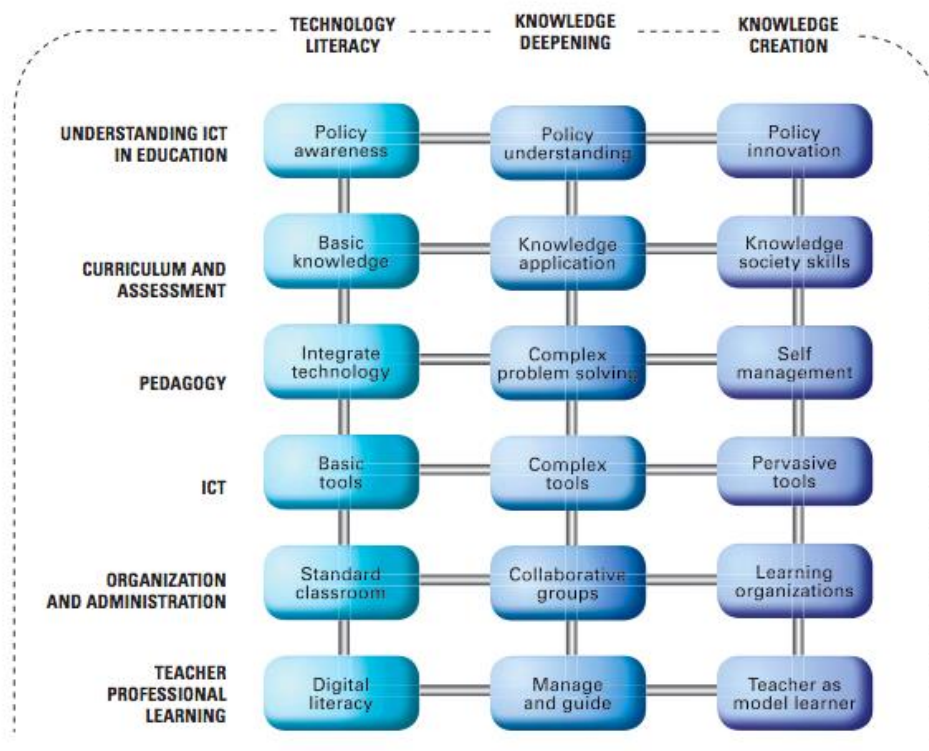 TECHNOLOGY
LITERACY
KNOWLEDGE
DEEPENING
KNOWLEDGE
CREATION
UNDERSTANDING ICT
IN EDUCATION
Policy
awareness
Policy
understanding
Policy
innovation
CURRICULUM AND
ASSESSMENT
Basic
knowledge
Knowledge
application
Knowledge
society skills
PEDAGOGY
Integrate
technology
Complex
problem solving
Self
management
ICT
Basic
tools
Complex
tools
Pervasive
tools
ORGANIZATION
AND ADMINISTRATION
Standard
classroom
Collaborative
groups
Learning
organizations
TEACHER
PROFESSIONAL
LEARNING
Digital
literacy
Manage
and guide
Teacher as
model learner